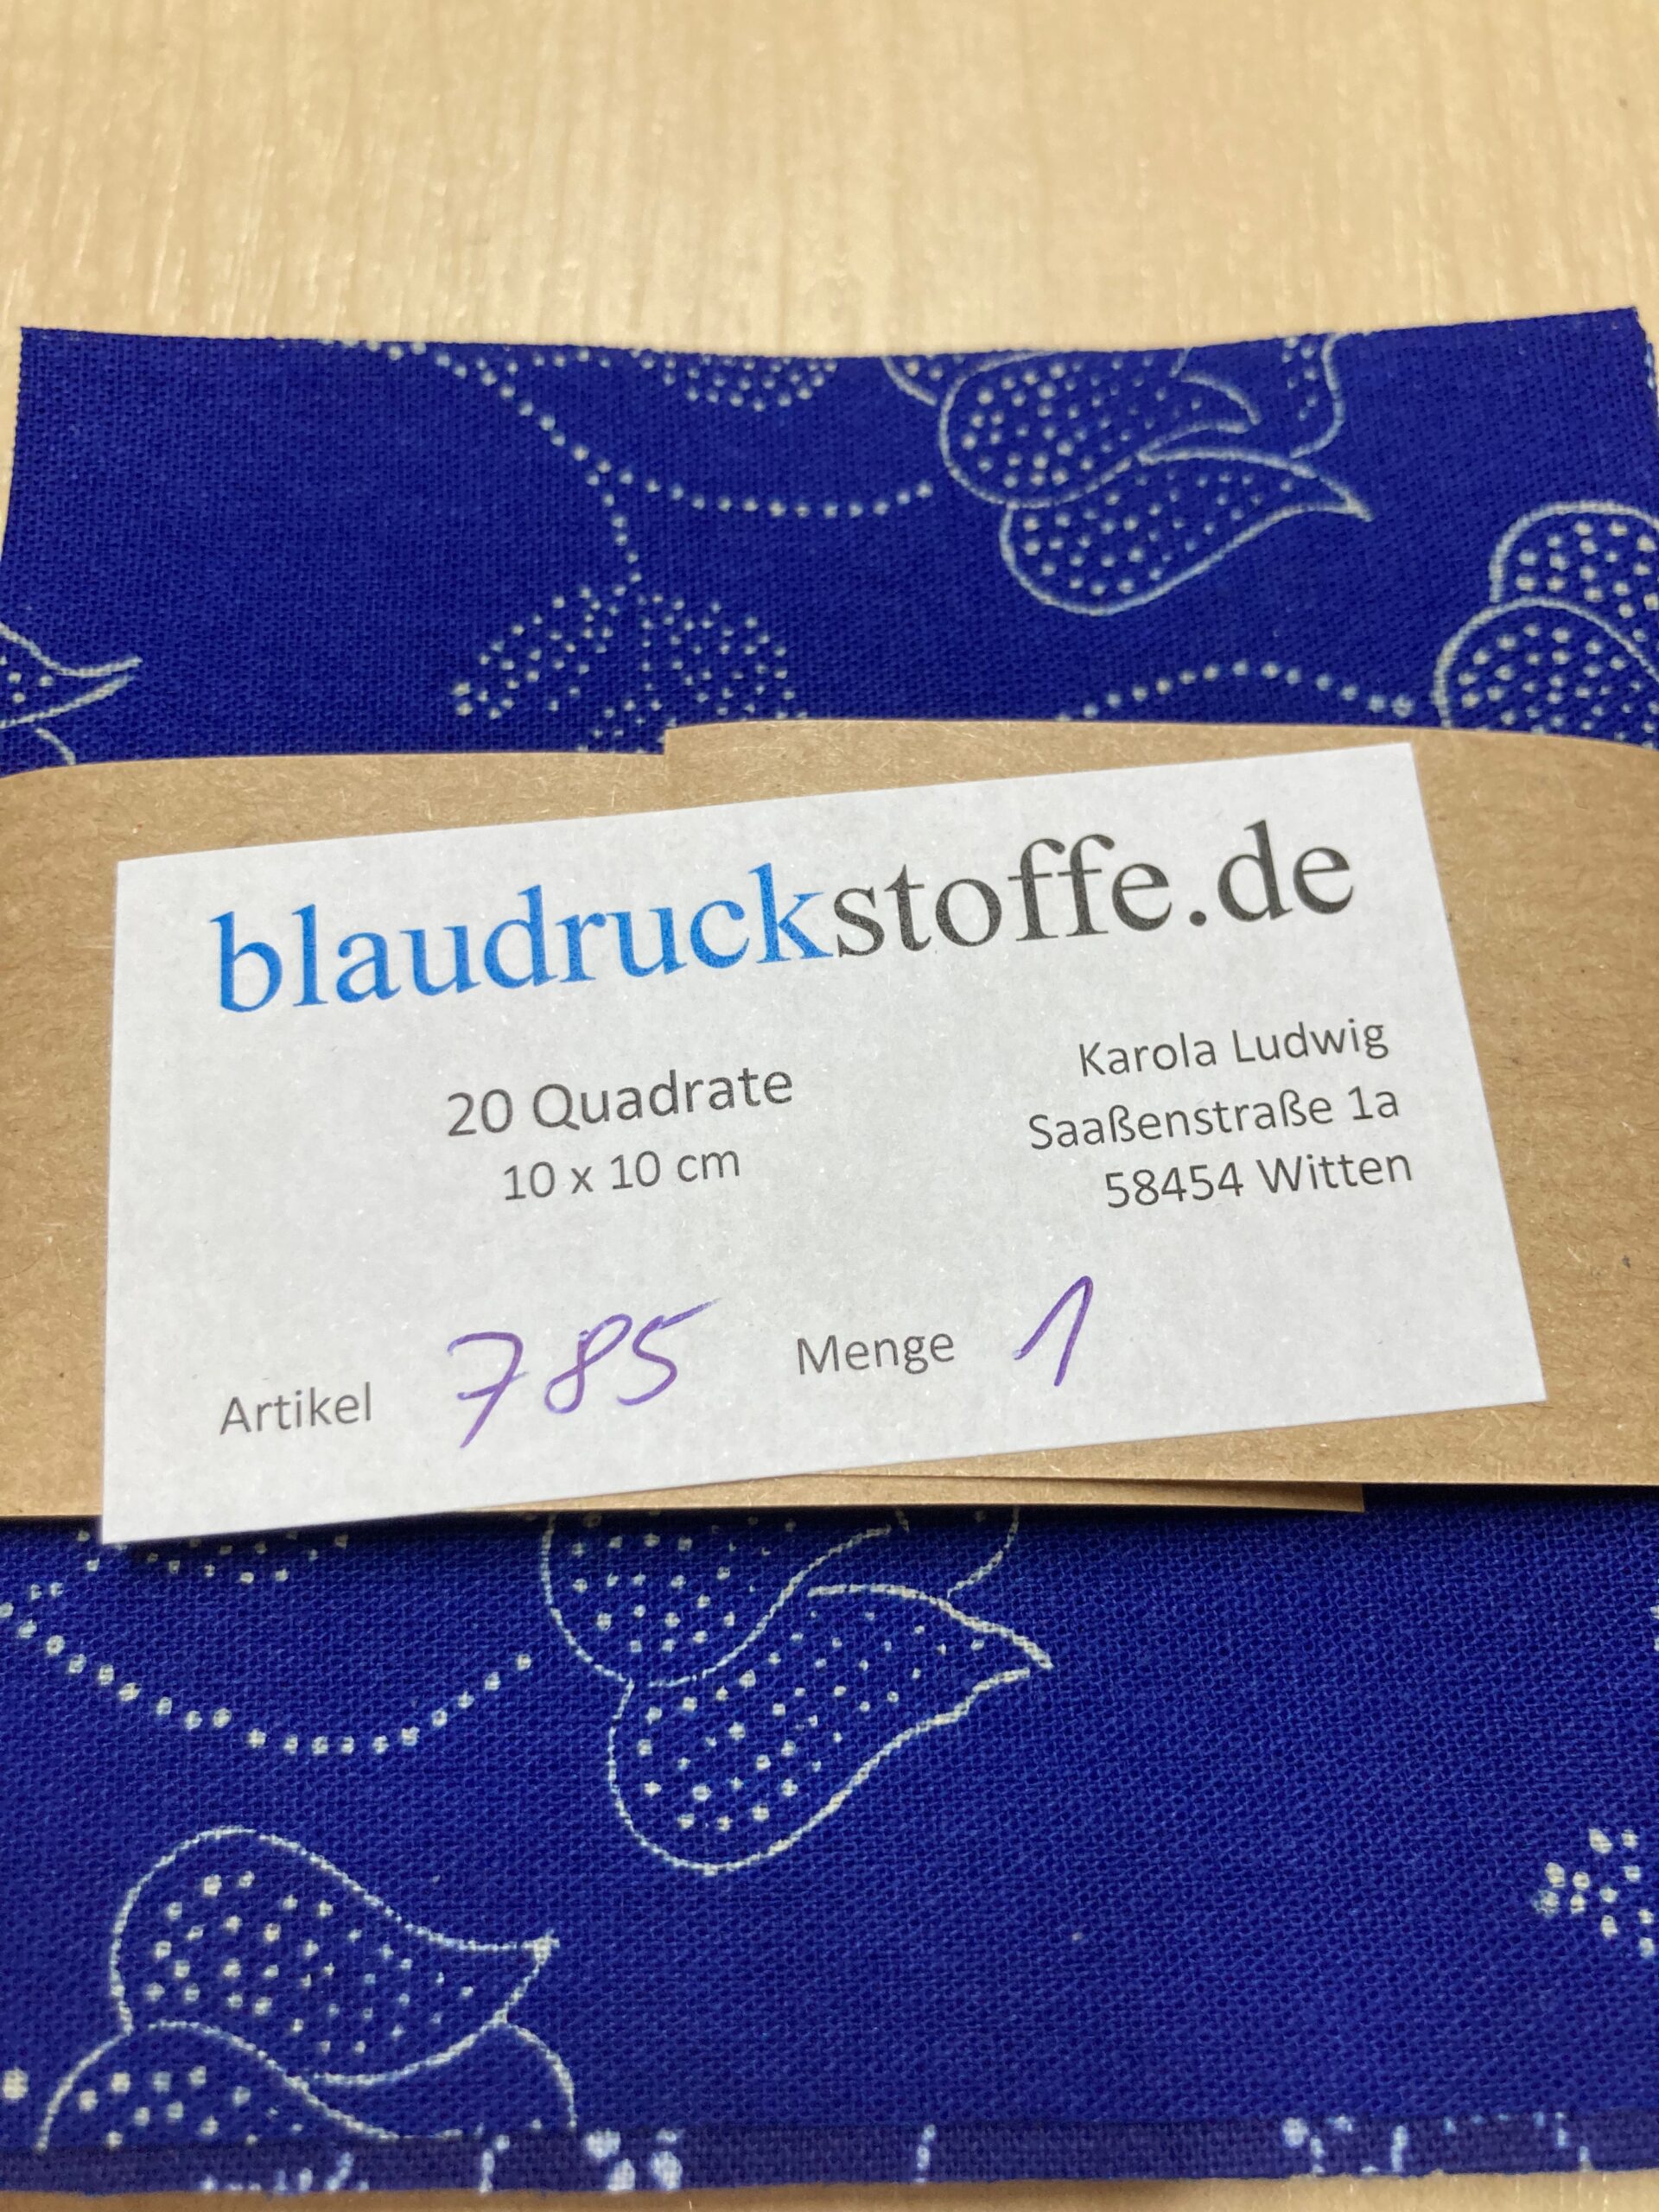 blaudruckstoffe.de
20 Quadrate
10 x 10 cm
Karola Ludwig
Saaßenstraße 1a
58454 Witten
Artikel 785 Menge 1